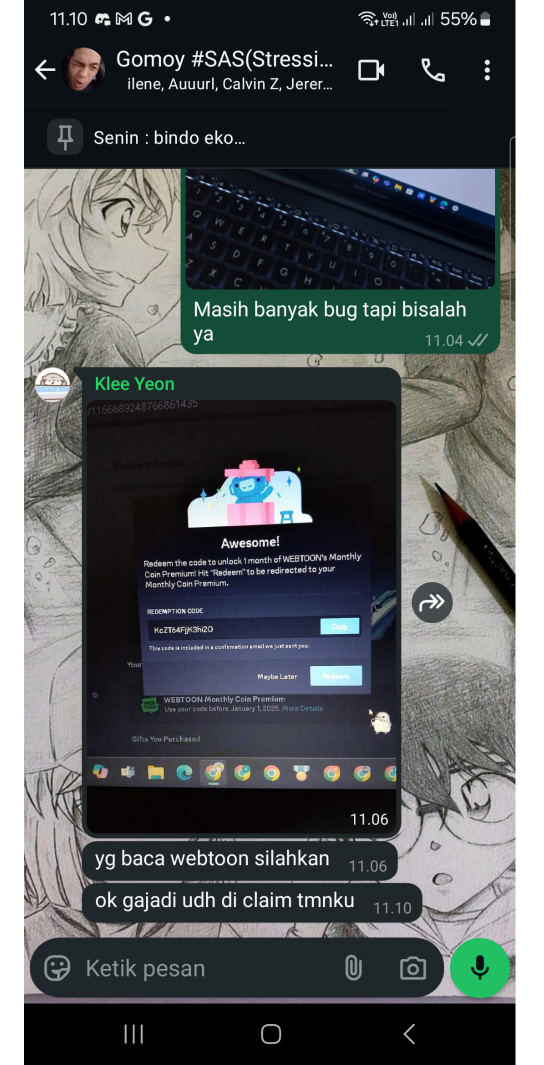 11.10
Vo))
LTE1
55%
Gomoy #SAS(Stressi...
ilene, Auuurl, Calvin Z, Jerer...
Senin : bindo eko...
Q W E R T Y U I O
A S D F G H
Z X C
Masih banyak bug tapi bisalah
ya
11.04
Klee Yeon
/1166689248766861435
Redeem Code
Awesome!
Redeem the code to unlock 1 month of WEBTOON's Monthly
Coin Premium! Hit "Redeem" to be redirected to your
Monthly Coin Premium.
REDEMPTION CODE
KcZT64FjjK3hi2O
Copy
This code is included in a confirmation email we just sent you.
Your
Maybe Later
Redeem
WEBTOON Monthly Coin Premium
Use your code before January 1, 2025. More Details
Gifts You Purchased
11.06
yg baca webtoon silahkan
11.06
ok gajadi udh di claim tmnku
11.10
Ketik pesan